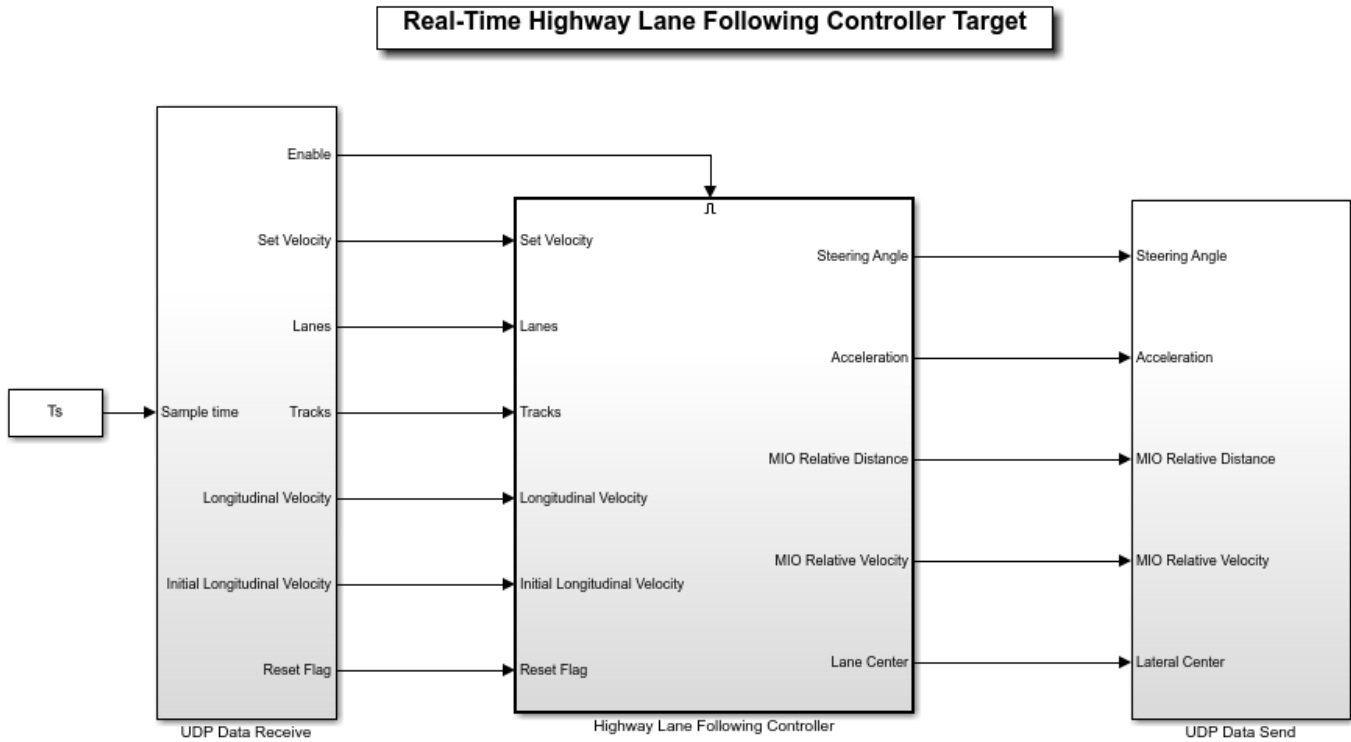 Real-Time Highway Lane Following Controller Target
Ts
Sample time
Enable
Set Velocity
Lanes
Tracks
Longitudinal Velocity
Initial Longitudinal Velocity
Reset Flag
UDP Data Receive
Set Velocity
Lanes
Tracks
Longitudinal Velocity
Initial Longitudinal Velocity
Reset Flag
Steering Angle
Acceleration
MIO Relative Distance
MIO Relative Velocity
Lane Center
Highway Lane Following Controller
Steering Angle
Acceleration
MIO Relative Distance
MIO Relative Velocity
Lateral Center
UDP Data Send